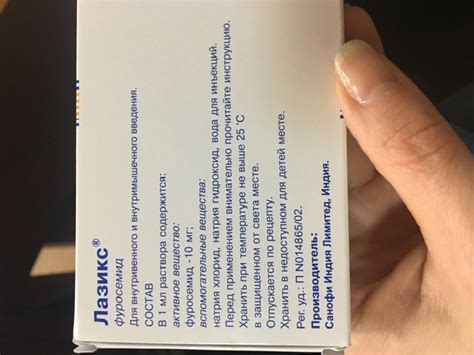 Лазикс®
фуросемид
Для внутривенного и внутримышечного введения.
СОСТАВ
В 1 мл раствора содержится:
активное вещество:
фуросемид -10 мг;
вспомогательные вещества:
натрия хлорид, натрия гидроксид, вода для инъекций.
Перед применением внимательно прочитайте инструкцию.
Хранить при температуре не выше 25 °C
в защищенном от света месте.
Отпускается по рецепту.
Хранить в недоступном для детей месте.
Рег. уд.: П N014865/02.
Производитель:
Санофи Индия Лимитед, Индия.